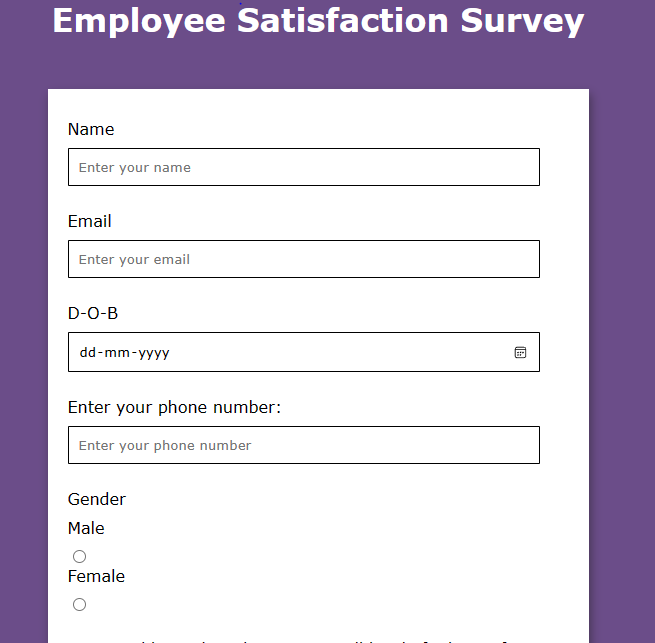 Employee Satisfaction Survey
Name
Enter your name
Email
Enter your email
D-O-B
dd-mm-yyyy
Enter your phone number:
Enter your phone number
Gender
Male
Female